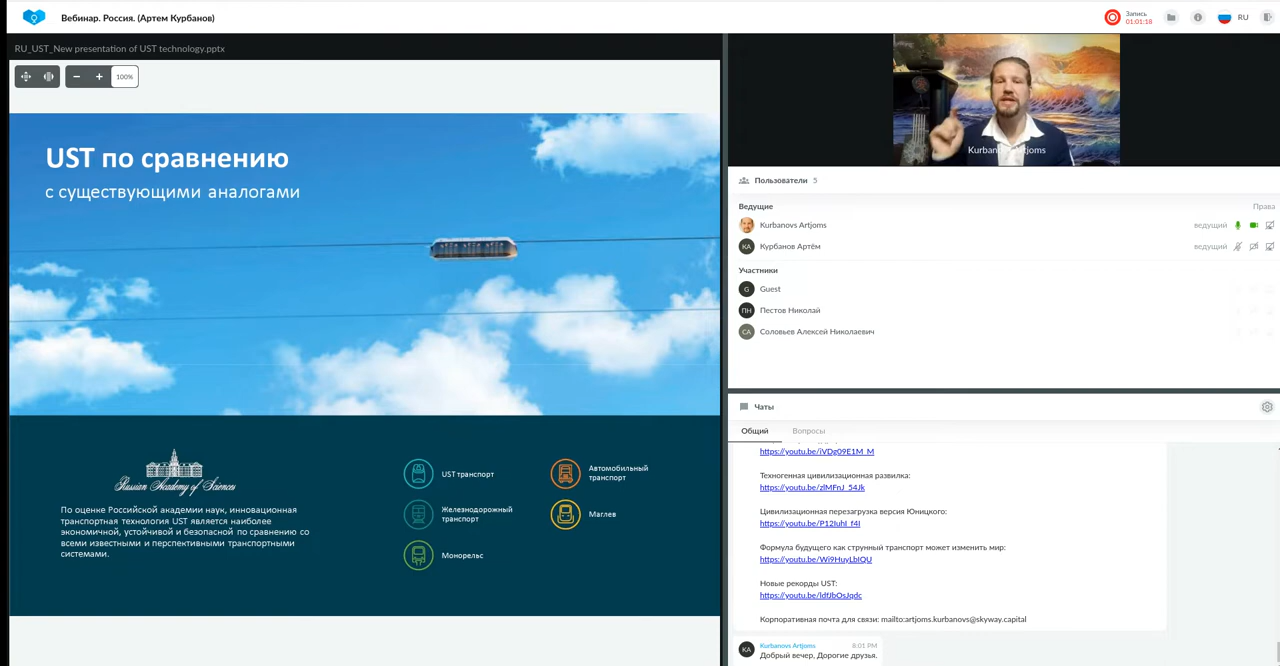 Вебинар. Россия. (Артем Курбанов)
Запись
01:01:18
RU
RU_UST_New presentation of UST technology.pptx
100%
UST по сравнению
с существующими аналогами
Russian Academy of Sciences
По оценке Российской академии наук, инновационная
транспортная технология UST является наиболее
экономичной, устойчивой и безопасной по сравнению со
всеми известными и перспективными транспортными
системами.
UST транспорт
Железнодорожный
транспорт
Монорельс
Автомобильный
транспорт
Маглев
Пользователи 5
Ведущие Права
Kurbanovs Artjoms ведущий
КА Курбанов Артём ведущий
Участники
G Guest
ПН Пестов Николай
СА Соловьев Алексей Николаевич
Чаты
Общий Вопросы
https://youtu.be/iVDg09E1M_M
Техногенная цивилизационная развилка:
https://youtu.be/zlMFnJ_54Jk
Цивилизационная перезагрузка версия Юницкого:
https://youtu.be/P12Iuhl_f4I
Формула будущего как струнный транспорт может изменить мир:
https://youtu.be/Wi9HuyLbIQU
Новые рекорды UST:
https://youtu.be/ldfJbOsJqdc
Корпоративная почта для связи: mailto:artjoms.kurbanovs@skyway.capital
KA Kurbanovs Artjoms 8:01 PM
Добрый вечер, Дорогие друзья.